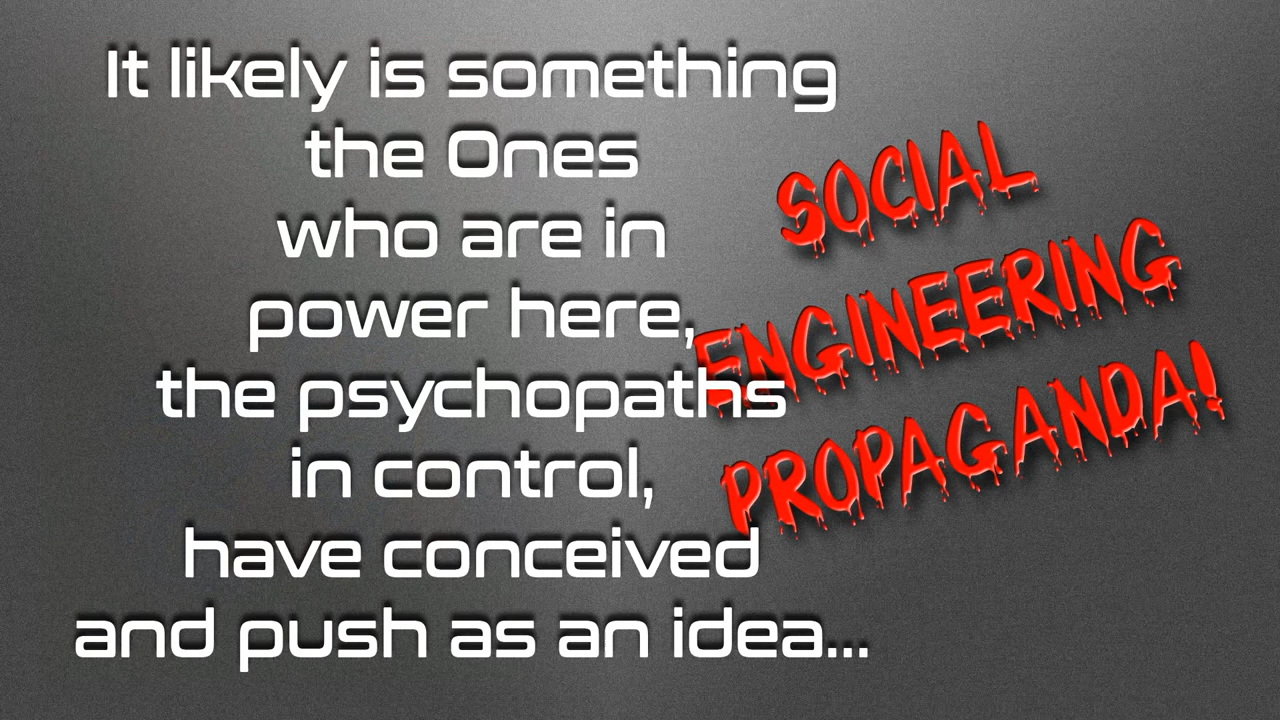 It likely is something
the Ones
who are in
power here,
the psychopaths
in control,
have conceived
and push as an idea...
SOCIAL
ENGINEERING
PROPAGANDA!